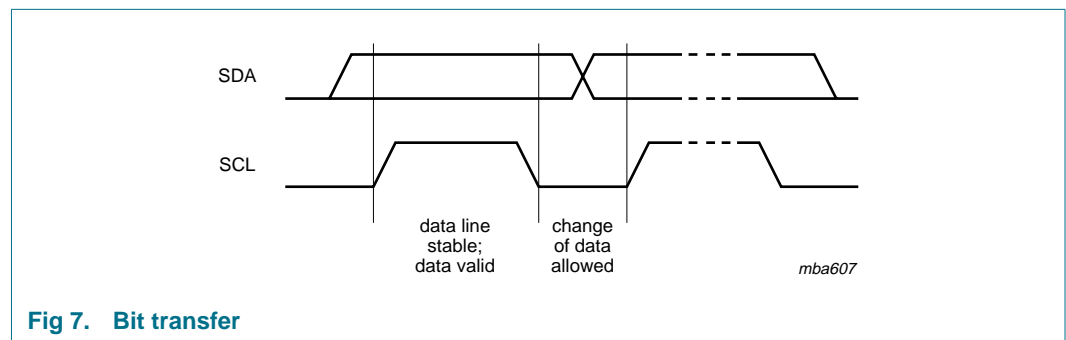 SDA
SCL
data line
stable;
data valid
change
of data
allowed
mba607
Fig 7. Bit transfer